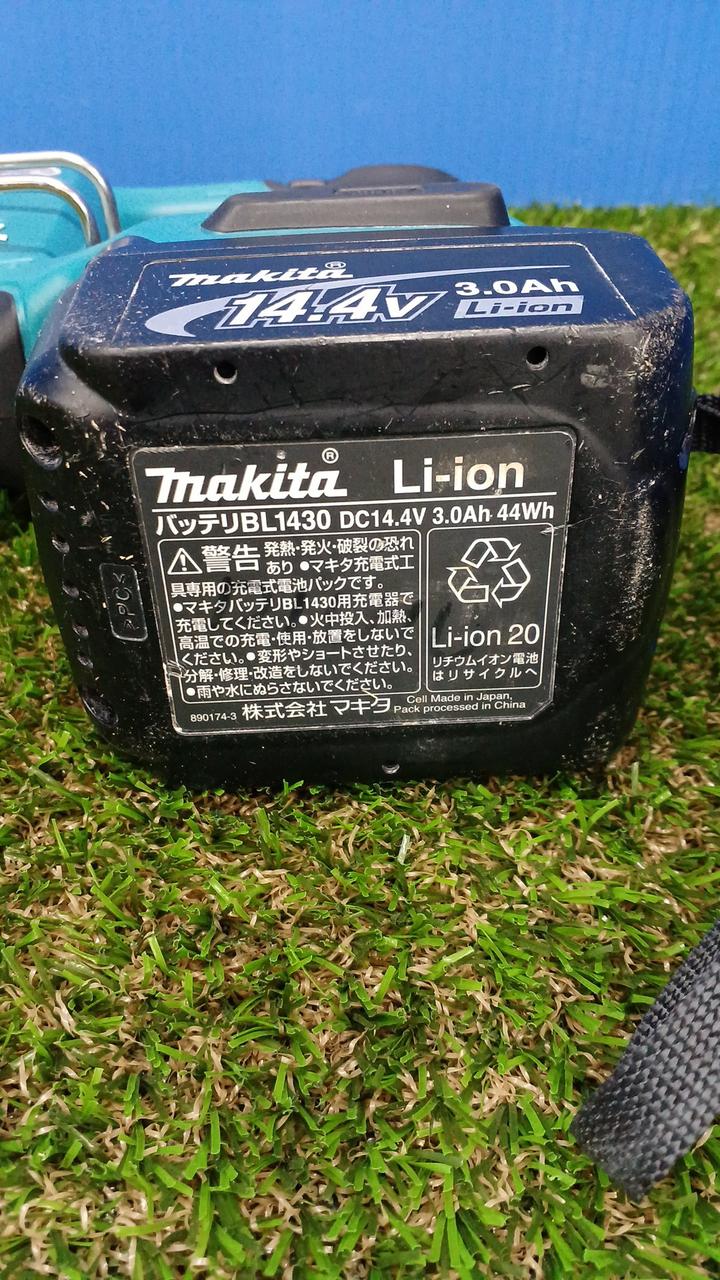 makita®
14.4V 3.0Ah
Li-ion
makita® Li-ion
バッテリBL1430 DC14.4V 3.0Ah 44Wh
警告 発熱・発火・破裂の恐れ
あり ●マキタ充電式工
具専用の充電式電池パックです。
●マキタバッテリBL1430用充電器で
充電してください。●火中投入、加熱、
高温での充電・使用・放置をしないで
ください。●変形やショートさせたり、
分解・修理・改造をしないでください。
●雨や水にぬらさないでください。
Li-ion 20
リチウムイオン電池
はリサイクルへ
890174-3 株式会社 マキタ Cell Made in Japan,
Pack processed in China